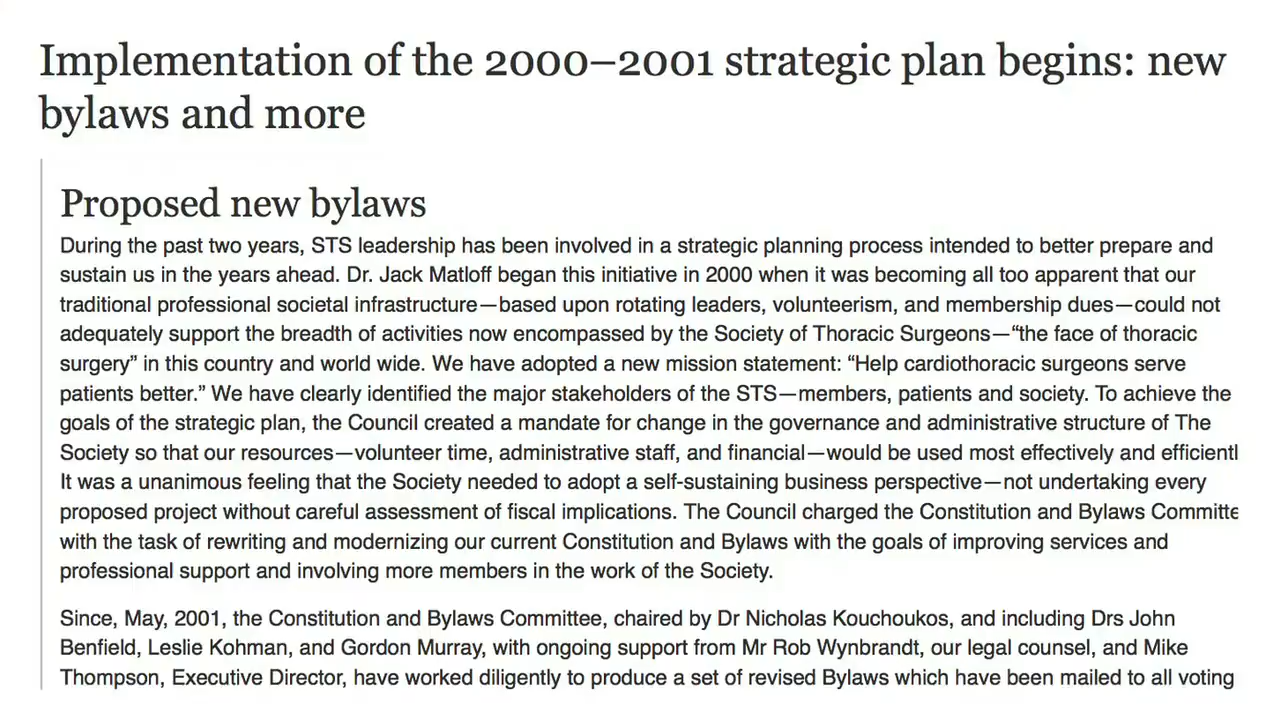 Implementation of the 2000–2001 strategic plan begins: new
bylaws and more
Proposed new bylaws
During the past two years, STS leadership has been involved in a strategic planning process intended to better prepare and
sustain us in the years ahead. Dr. Jack Matloff began this initiative in 2000 when it was becoming all too apparent that our
traditional professional societal infrastructure—based upon rotating leaders, volunteerism, and membership dues—could not
adequately support the breadth of activities now encompassed by the Society of Thoracic Surgeons—“the face of thoracic
surgery” in this country and world wide. We have adopted a new mission statement: “Help cardiothoracic surgeons serve
patients better.” We have clearly identified the major stakeholders of the STS—members, patients and society. To achieve the
goals of the strategic plan, the Council created a mandate for change in the governance and administrative structure of The
Society so that our resources—volunteer time, administrative staff, and financial—would be used most effectively and efficientl
It was a unanimous feeling that the Society needed to adopt a self-sustaining business perspective—not undertaking every
proposed project without careful assessment of fiscal implications. The Council charged the Constitution and Bylaws Committe
with the task of rewriting and modernizing our current Constitution and Bylaws with the goals of improving services and
professional support and involving more members in the work of the Society.
Since, May, 2001, the Constitution and Bylaws Committee, chaired by Dr Nicholas Kouchoukos, and including Drs John
Benfield, Leslie Kohman, and Gordon Murray, with ongoing support from Mr Rob Wynbrandt, our legal counsel, and Mike
Thompson, Executive Director, have worked diligently to produce a set of revised Bylaws which have been mailed to all voting